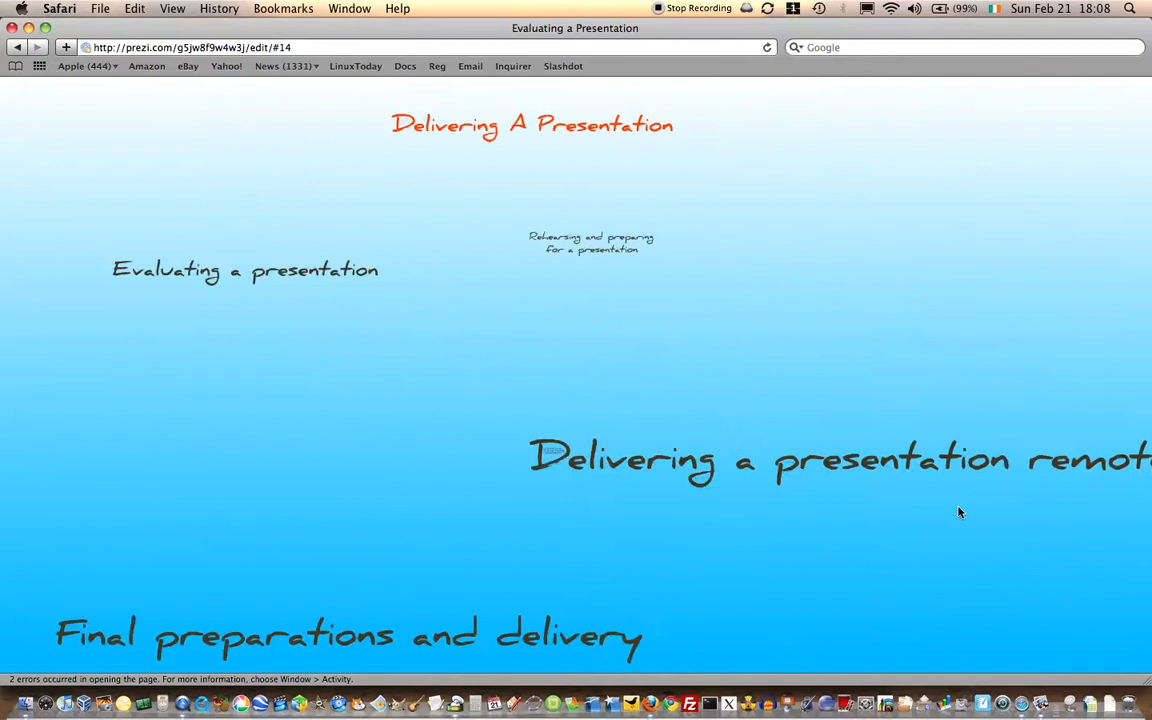 Safari File Edit View History Bookmarks Window Help Stop Recording 1 (99%) Sun Feb 21 18:08
Evaluating a Presentation
http://prezi.com/g5jw8f9w4w3j/edit/#14 Google
Apple (444) Amazon eBay Yahoo! News (1331) LinuxToday Docs Reg Email Inquirer Slashdot
Delivering A Presentation
Rehearsing and preparing
for a presentation
Evaluating a presentation
Delivering a presentation remot
Final preparations and delivery
2 errors occurred in opening the page. For more information, choose Window > Activity.